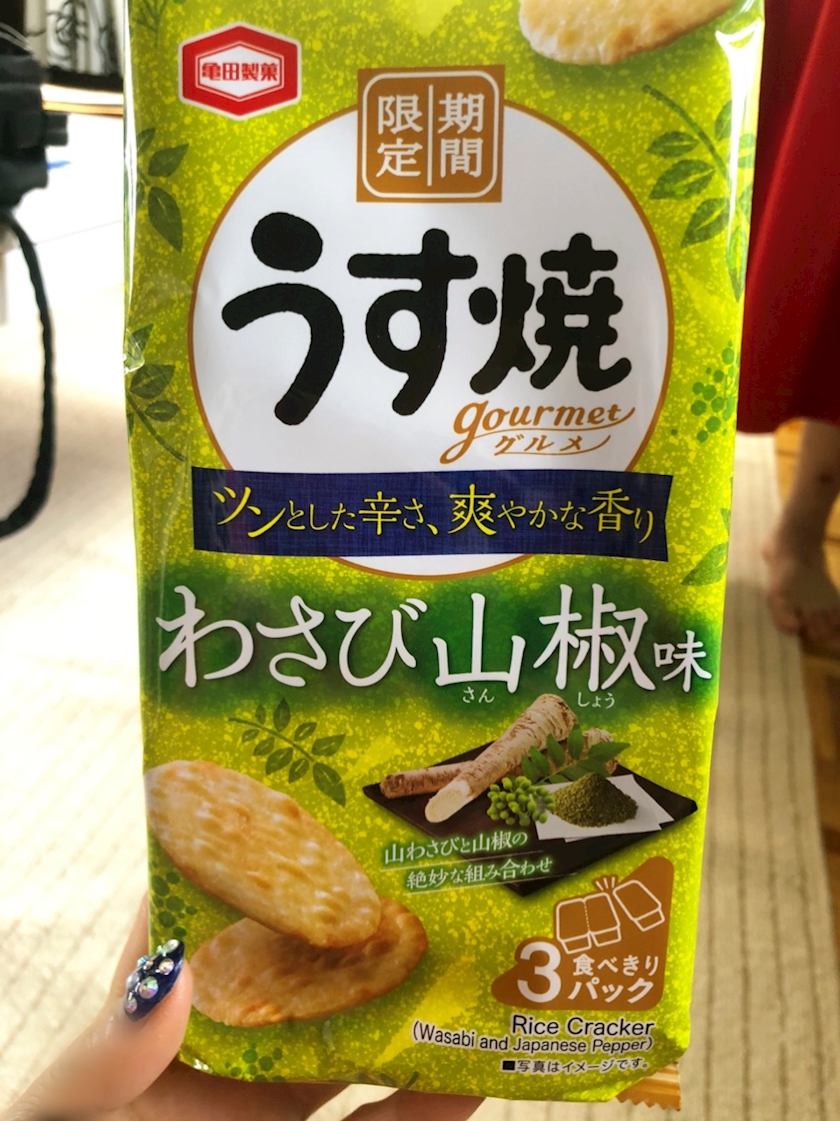 亀田製菓
期間
限定
うす焼
gourmet
グルメ
ツンとした辛さ、爽やかな香り
わさび山椒味
さんしょう
山わさびと山椒の
絶妙な組み合わせ
3食べきり
パック
Rice Cracker
(Wasabi and Japanese Pepper)
■写真はイメージです。